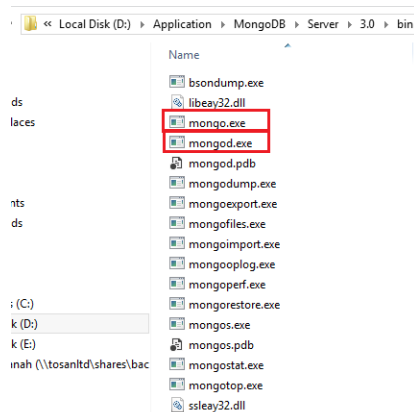 « Local Disk (D:) ▸ Application ▸ MongoDB ▸ Server ▸ 3.0 ▸ bin
Name
bsondump.exe
ds libeay32.dll
laces mongo.exe
mongod.exe
mongod.pdb
mongodump.exe
nts mongoexport.exe
ds mongofiles.exe
mongoimport.exe
mongooplog.exe
mongoperf.exe
: (C:) mongorestore.exe
k (D:) mongos.exe
k (E:) mongos.pdb
nnah (\\tosanltd\shares\bac mongostat.exe
mongotop.exe
ssleay32.dll